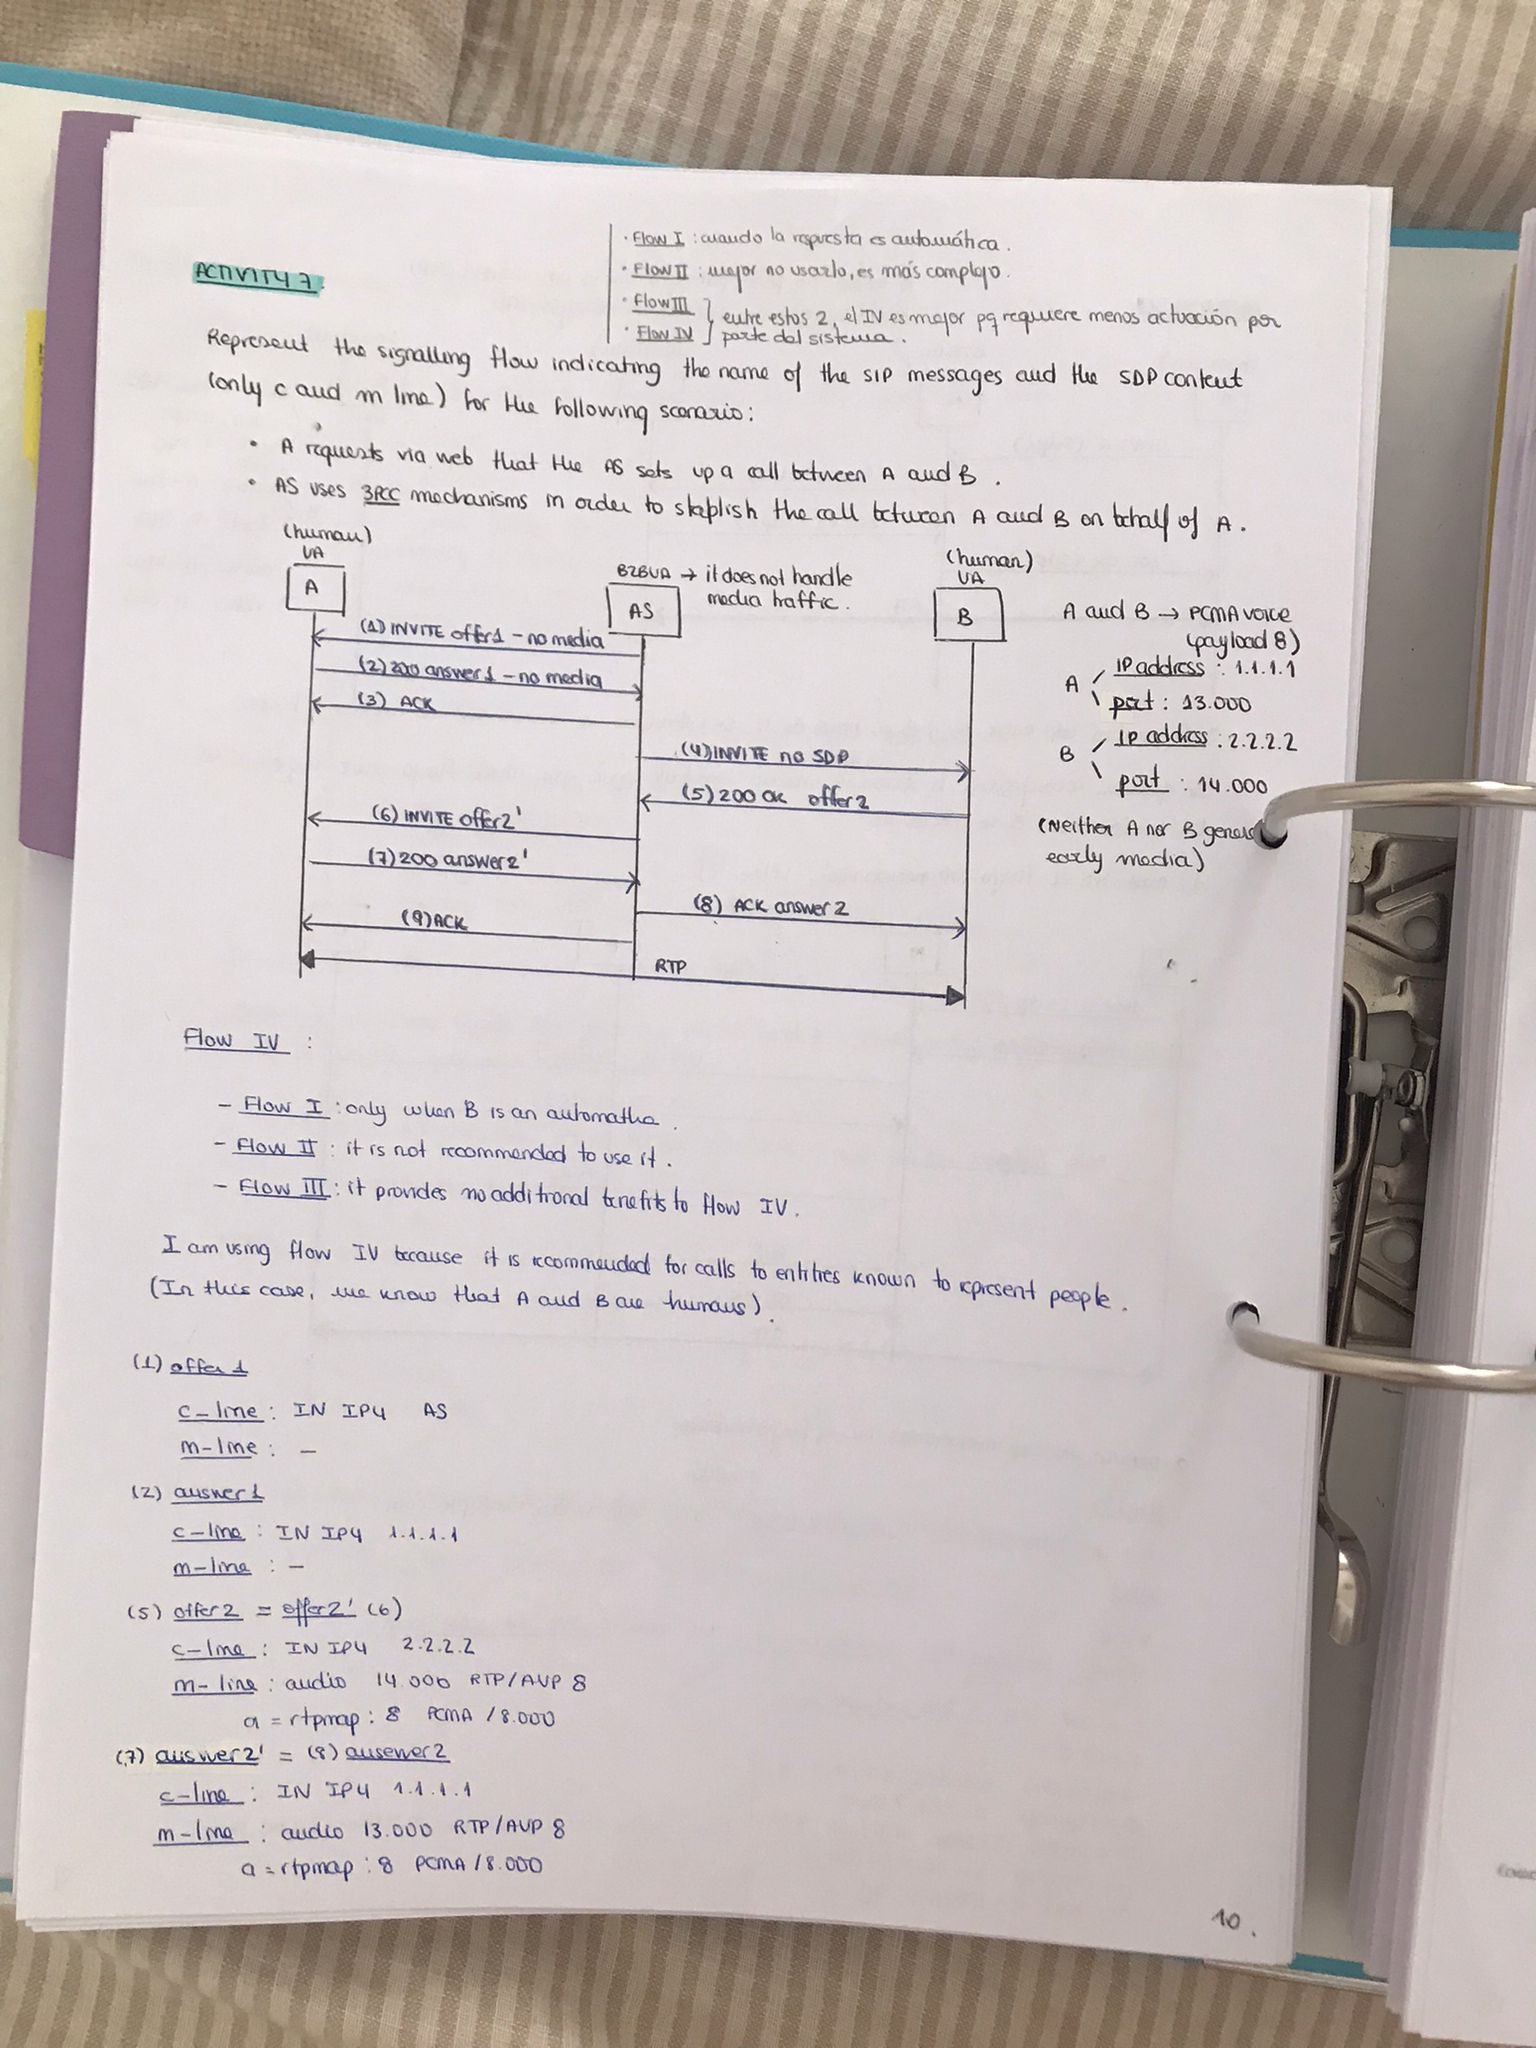 · Flow I : cuando la respuesta es automática.
· Flow II : mejor no usarlo, es más complejo.
· Flow III
· Flow IV
entre estos 2, el IV es mejor pq requiere menos actuación por
parte del sistema.
ACTIVITY 7
Represent the signalling flow indicating the name of the SIP messages and the SDP content
(only c and m line) for the following scenario:
• A requests via web that the AS sets up a call between A and B.
• AS uses 3PCC mechanisms in order to stablish the call between A and B on behalf of A.
(human)
UA
A
B2BUA → it does not handle
media traffic.
AS
(human)
UA
B
A and B → PCMA voice
(payload 8)
A
IP address : 1.1.1.1
port : 13.000
B
IP address : 2.2.2.2
port : 14.000
(Neither A nor B gener
early media)
(1) INVITE offer1 - no media
(2) 200 answer1 - no media
(3) ACK
(4) INVITE no SDP
(5) 200 OK offer2
(6) INVITE offer2'
(7) 200 answer2'
(8) ACK answer2
(9) ACK
RTP
Flow IV :
- Flow I : only when B is an automatha.
- Flow II : it is not recommended to use it.
- Flow III : it provides no additional benefits to flow IV.
I am using flow IV because it is recommended for calls to entities known to represent people.
(In this case, we know that A and B are humans).
(1) offer 1
c-line : IN IP4 AS
m-line : -
(2) answer1
c-line : IN IP4 1.1.1.1
m-line : -
(5) offer2 = offer2' (6)
c-line : IN IP4 2.2.2.2
m-line : audio 14.000 RTP/AVP 8
a = rtpmap : 8 PCMA /8.000
(7) answer2' = (8) ausewer2
c-line : IN IP4 1.1.1.1
m-line : audio 13.000 RTP/AVP 8
a = rtpmap : 8 PCMA /8.000
10.